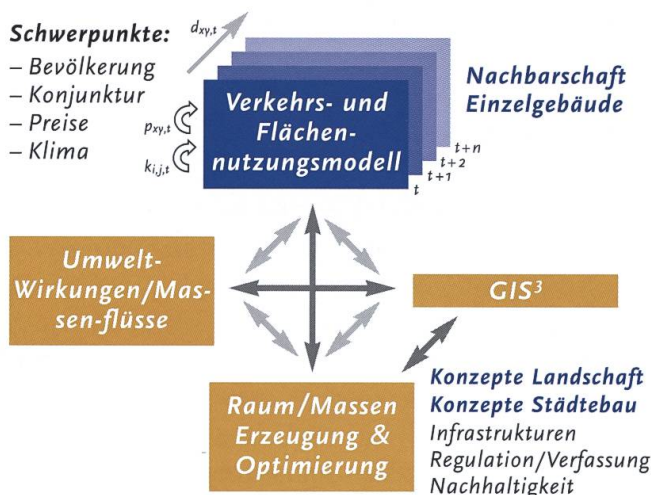 Schwerpunkte:
– Bevölkerung
– Konjunktur
– Preise
– Klima
dxy,t
pxy,t
ki,j,t
Verkehrs- und
Flächen-
nutzungsmodell
t
t+1
t+2
t+n
Nachbarschaft
Einzelgebäude
Umwelt-
Wirkungen/Mas-
sen-flüsse
GIS³
Raum/Massen
Erzeugung &
Optimierung
Konzepte Landschaft
Konzepte Städtebau
Infrastrukturen
Regulation/Verfassung
Nachhaltigkeit